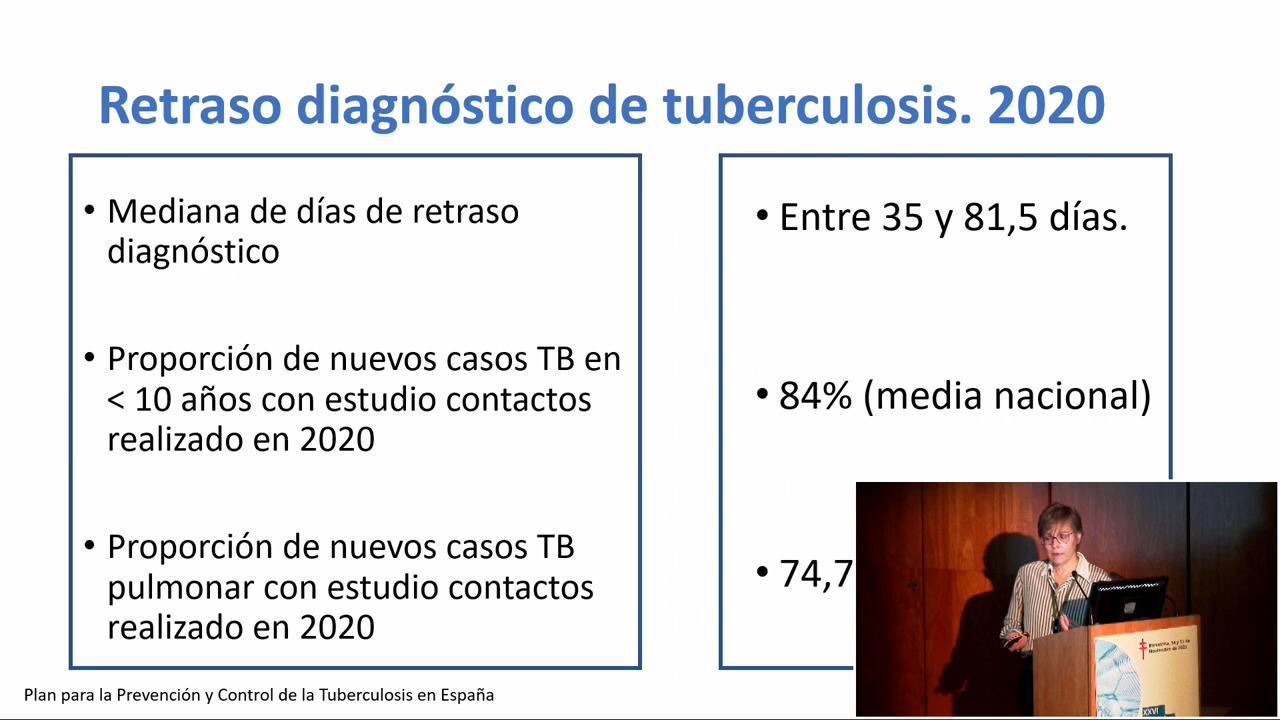 Retraso diagnóstico de tuberculosis. 2020
• Mediana de días de retraso
diagnóstico
• Proporción de nuevos casos TB en
< 10 años con estudio contactos
realizado en 2020
• Proporción de nuevos casos TB
pulmonar con estudio contactos
realizado en 2020
• Entre 35 y 81,5 días.
• 84% (media nacional)
• 74,7
Plan para la Prevención y Control de la Tuberculosis en España
XXVI